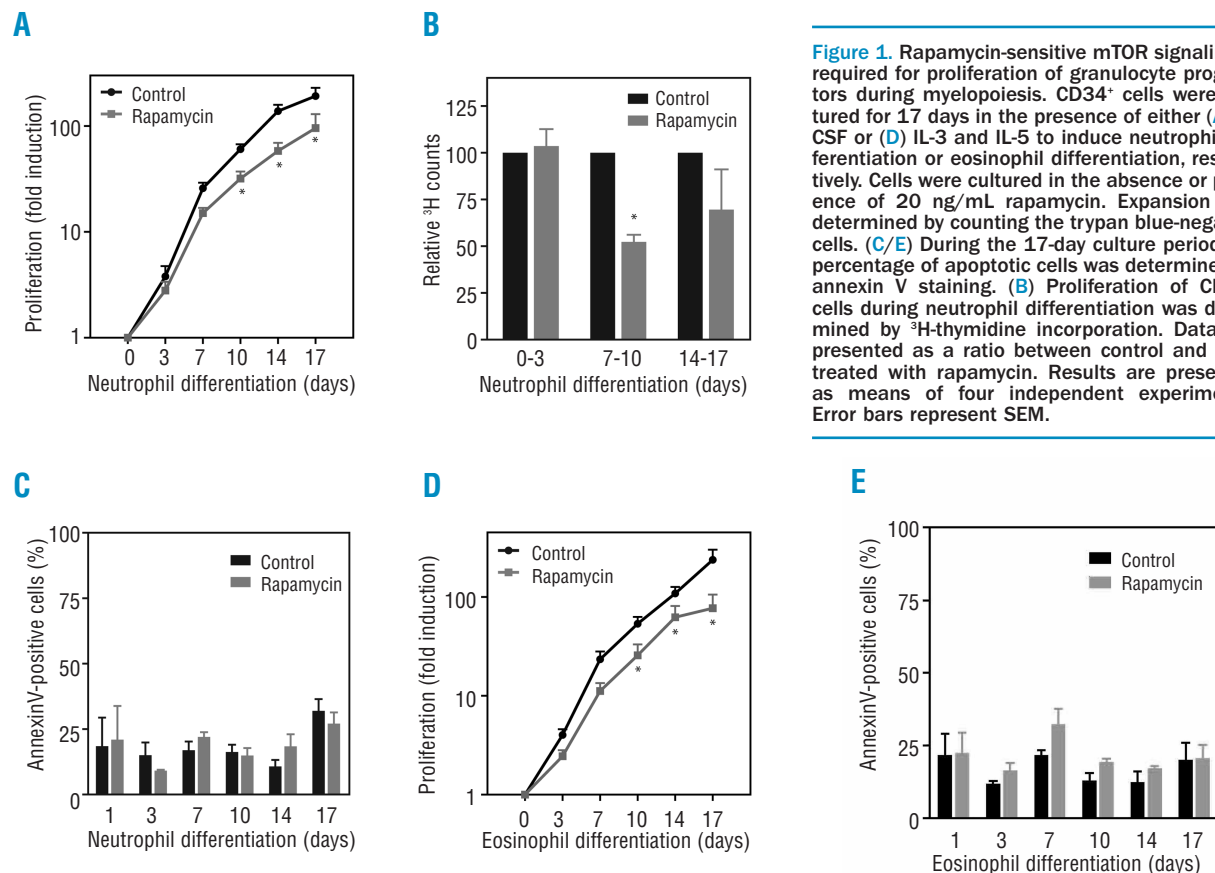 A
Proliferation (fold induction)
100
10
1
Control
Rapamycin
*
*
*
0 3 7 10 14 17
Neutrophil differentiation (days)
B
Relative ³H counts
125
100
75
50
25
0
Control
Rapamycin
*
0-3 7-10 14-17
Neutrophil differentiation (days)
Figure 1. Rapamycin-sensitive mTOR signali
required for proliferation of granulocyte prog
tors during myelopoiesis. CD34⁺ cells were
tured for 17 days in the presence of either (
CSF or (D) IL-3 and IL-5 to induce neutrophi
ferentiation or eosinophil differentiation, res
tively. Cells were cultured in the absence or p
ence of 20 ng/mL rapamycin. Expansion
determined by counting the trypan blue-nega
cells. (C/E) During the 17-day culture period
percentage of apoptotic cells was determine
annexin V staining. (B) Proliferation of C
cells during neutrophil differentiation was d
mined by ³H-thymidine incorporation. Data
presented as a ratio between control and
treated with rapamycin. Results are prese
as means of four independent experime
Error bars represent SEM.
C
AnnexinV-positive cells (%)
100
75
50
25
0
Control
Rapamycin
1 3 7 10 14 17
Neutrophil differentiation (days)
D
Proliferation (fold induction)
100
10
1
Control
Rapamycin
*
*
*
0 3 7 10 14 17
Eosinophil differentiation (days)
E
AnnexinV-positive cells (%)
100
75
50
25
0
Control
Rapamycin
1 3 7 10 14 17
Eosinophil differentiation (days)